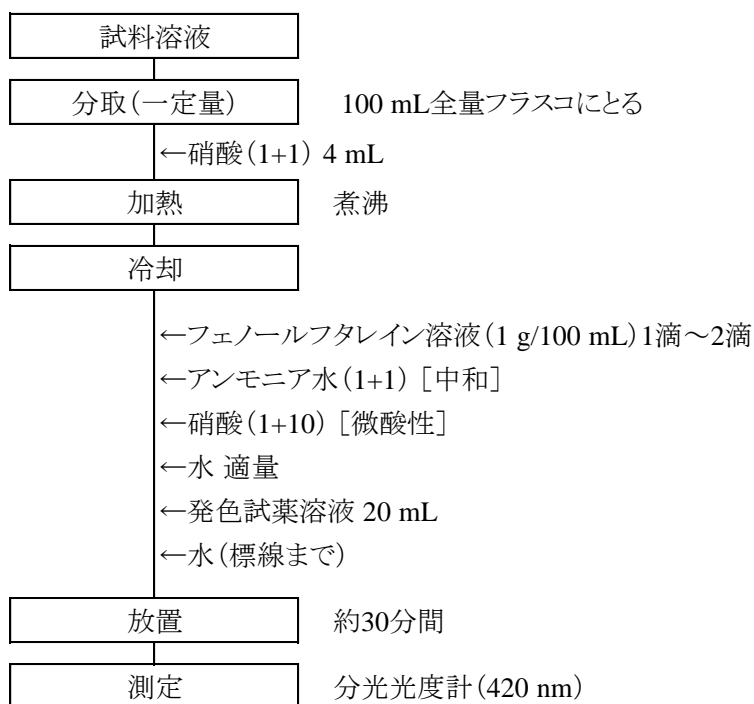 試料溶液
分取(一定量) 100 mL全量フラスコにとる
←硝酸(1+1) 4 mL
加熱 煮沸
冷却
←フェノールフタレイン溶液(1 g/100 mL)1滴～2滴
←アンモニア水(1+1) [中和]
←硝酸(1+10) [微酸性]
←水 適量
←発色試薬溶液 20 mL
←水(標線まで)
放置 約30分間
測定 分光光度計(420 nm)